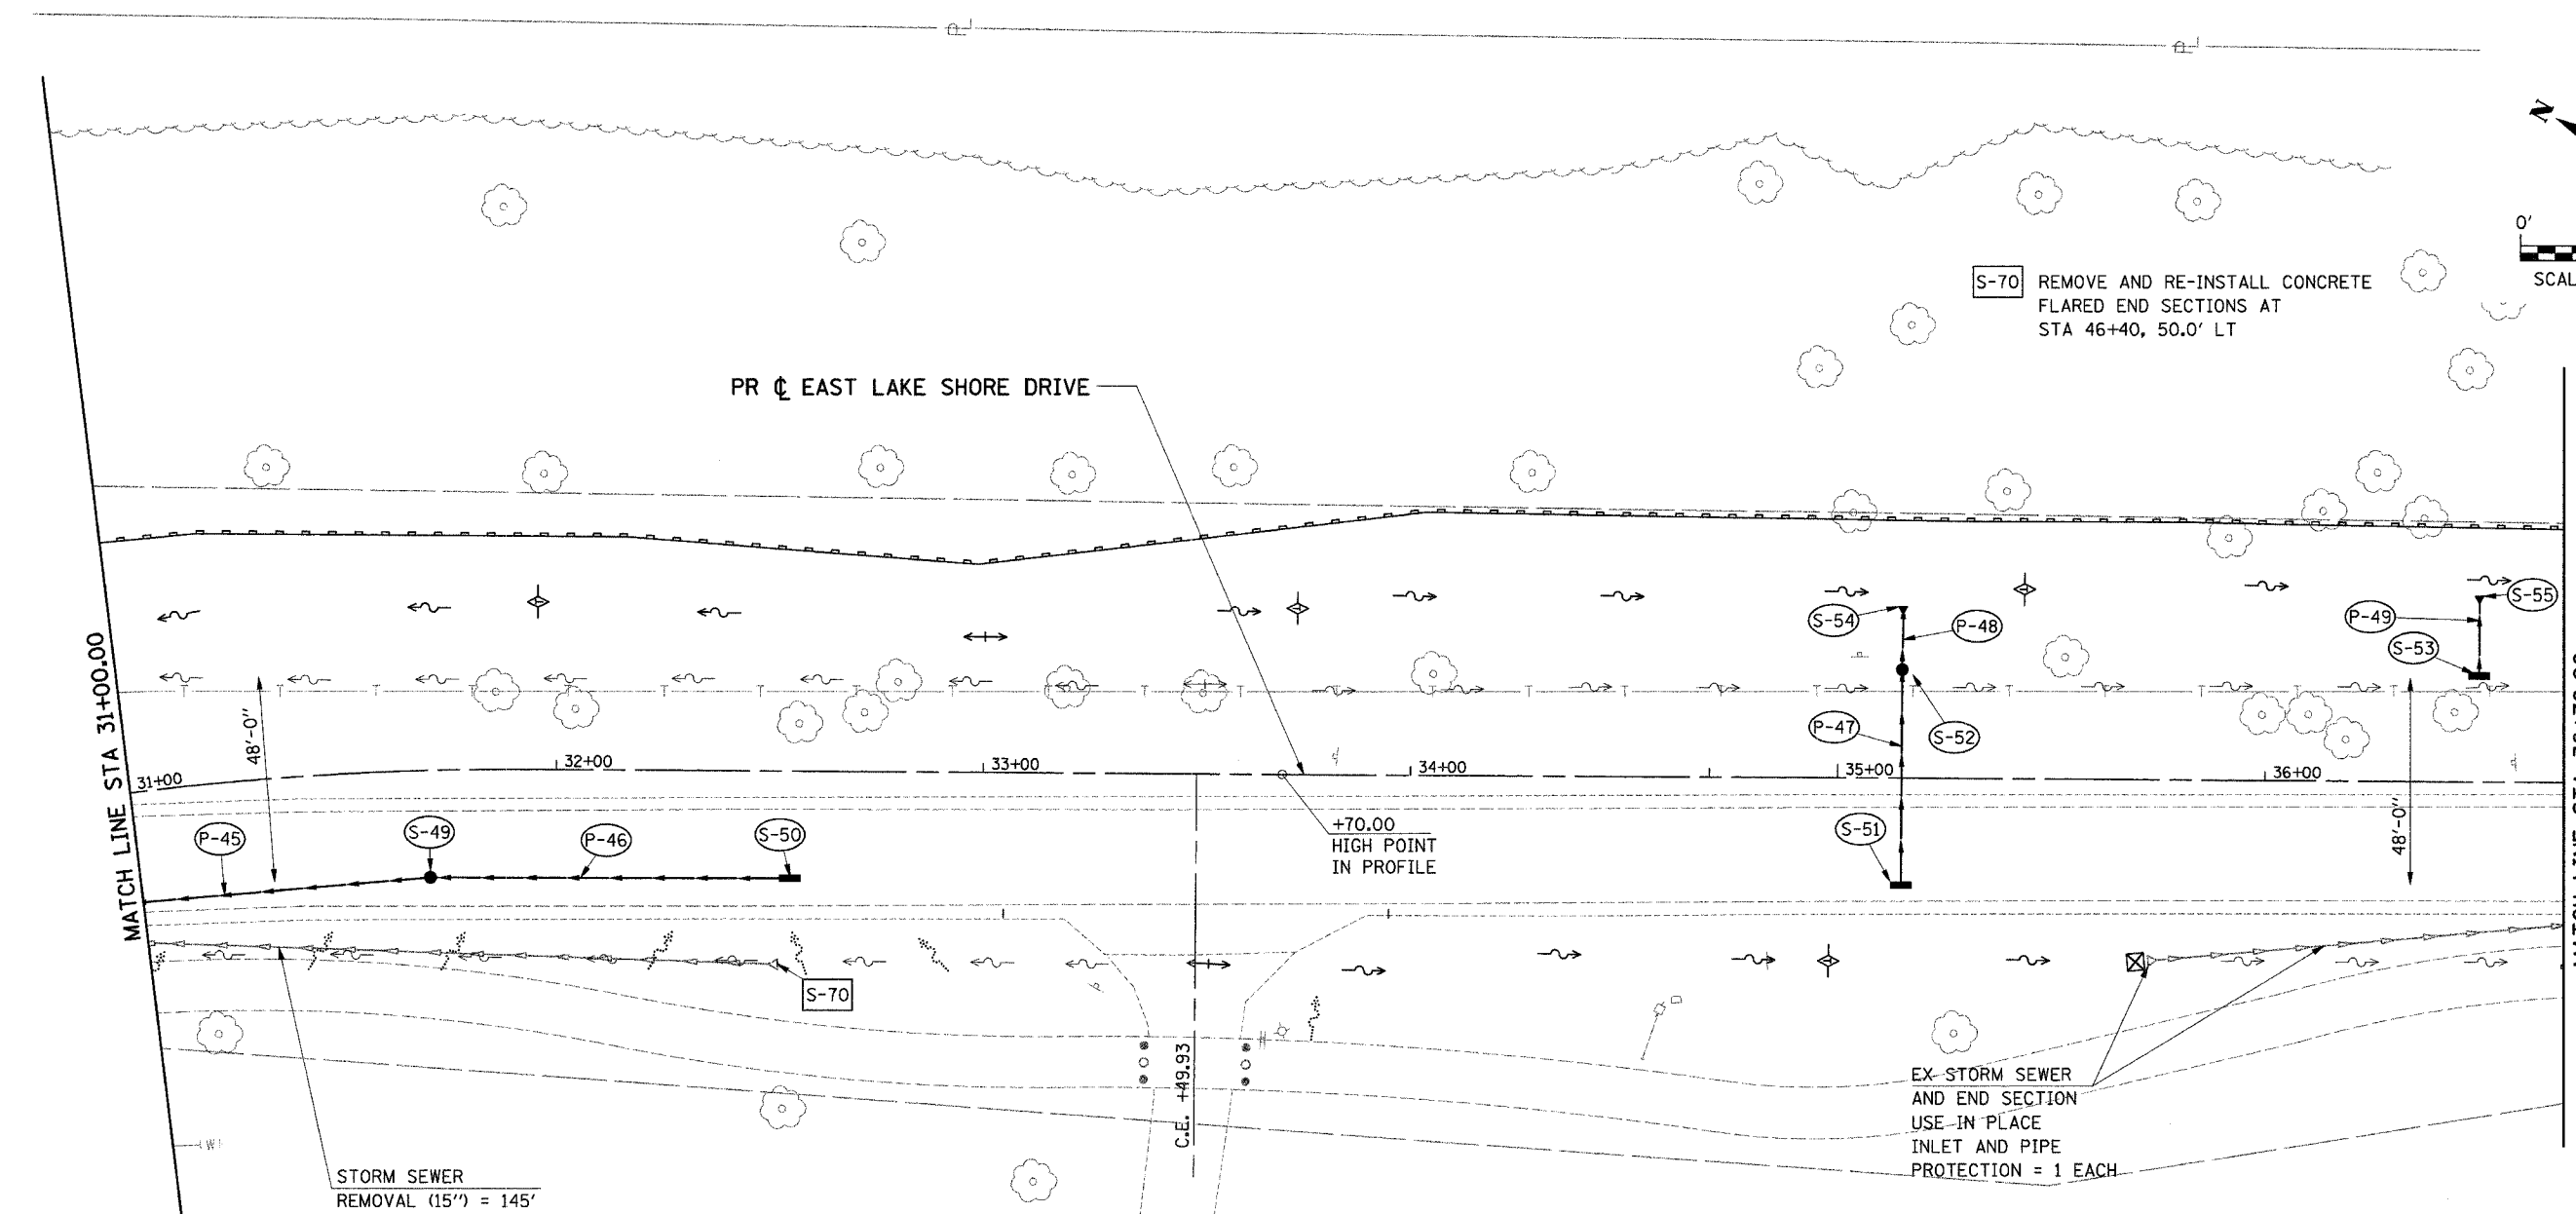 N
0'
SCAL
S-70 REMOVE AND RE-INSTALL CONCRETE
FLARED END SECTIONS AT
STA 46+40, 50.0' LT
PR ℄ EAST LAKE SHORE DRIVE
S-54
P-48
P-49
S-55
S-53
MATCH LINE STA 31+00.00
48'-0"
P-47
S-52
31+00
32+00
33+00
34+00
35+00
36+00
P-45
S-49
P-46
S-50
+70.00
HIGH POINT
IN PROFILE
S-51
48'-0"
S-70
C.E. +49.93
EX STORM SEWER
AND END SECTION
USE IN PLACE
INLET AND PIPE
PROTECTION = 1 EACH
W
STORM SEWER
REMOVAL (15") = 145'